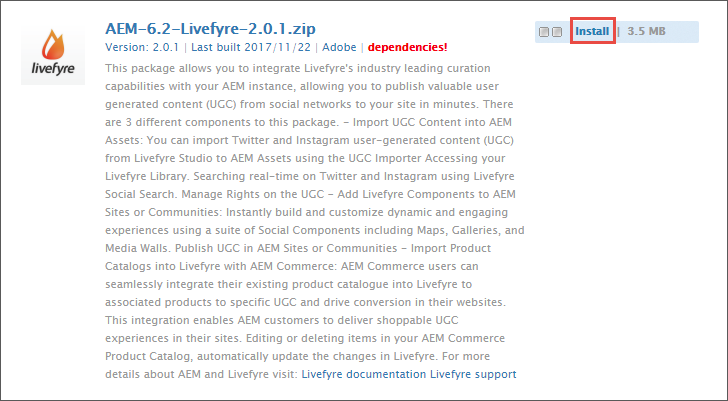 livefyre
AEM-6.2-Livefyre-2.0.1.zip
Install | 3.5 MB
Version: 2.0.1 | Last built 2017/11/22 | Adobe | dependencies!
This package allows you to integrate Livefyre's industry leading curation
capabilities with your AEM instance, allowing you to publish valuable user
generated content (UGC) from social networks to your site in minutes. There
are 3 different components to this package. - Import UGC Content into AEM
Assets: You can import Twitter and Instagram user-generated content (UGC)
from Livefyre Studio to AEM Assets using the UGC Importer Accessing your
Livefyre Library. Searching real-time on Twitter and Instagram using Livefyre
Social Search. Manage Rights on the UGC - Add Livefyre Components to AEM
Sites or Communities: Instantly build and customize dynamic and engaging
experiences using a suite of Social Components including Maps, Galleries, and
Media Walls. Publish UGC in AEM Sites or Communities - Import Product
Catalogs into Livefyre with AEM Commerce: AEM Commerce users can
seamlessly integrate their existing product catalogue into Livefyre to
associated products to specific UGC and drive conversion in their websites.
This integration enables AEM customers to deliver shoppable UGC
experiences in their sites. Editing or deleting items in your AEM Commerce
Product Catalog, automatically update the changes in Livefyre. For more
details about AEM and Livefyre visit: Livefyre documentation Livefyre support